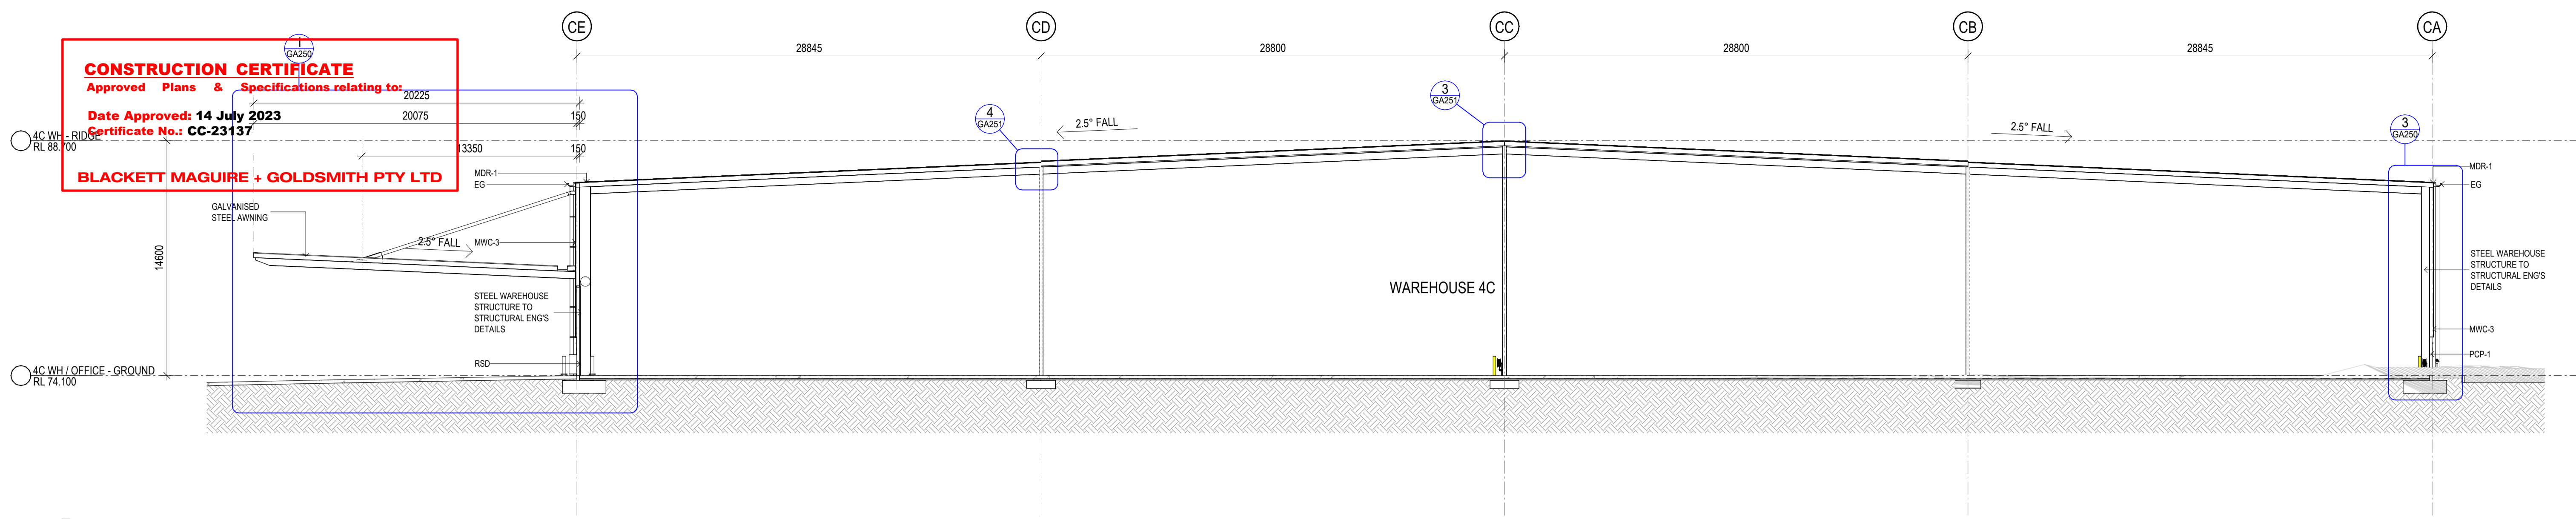 CE
CD
CC
CB
CA
28845
28800
28800
28845
1
GA250
CONSTRUCTION CERTIFICATE
Approved Plans & Specifications relating to:
20225
Date Approved: 14 July 2023
20075
150
Certificate No.: CC-23137
4C WH - RIDGE
RL 88.700
13350
150
BLACKETT MAGUIRE + GOLDSMITH PTY LTD
4
GA251
2.5° FALL
3
GA251
2.5° FALL
3
GA250
MDR-1
EG
MDR-1
EG
GALVANISED
STEEL AWNING
2.5° FALL
MWC-3
14600
STEEL WAREHOUSE
STRUCTURE TO
STRUCTURAL ENG'S
DETAILS
WAREHOUSE 4C
STEEL WAREHOUSE
STRUCTURE TO
STRUCTURAL ENG'S
DETAILS
MWC-3
RSD
PCP-1
4C WH / OFFICE - GROUND
RL 74.100